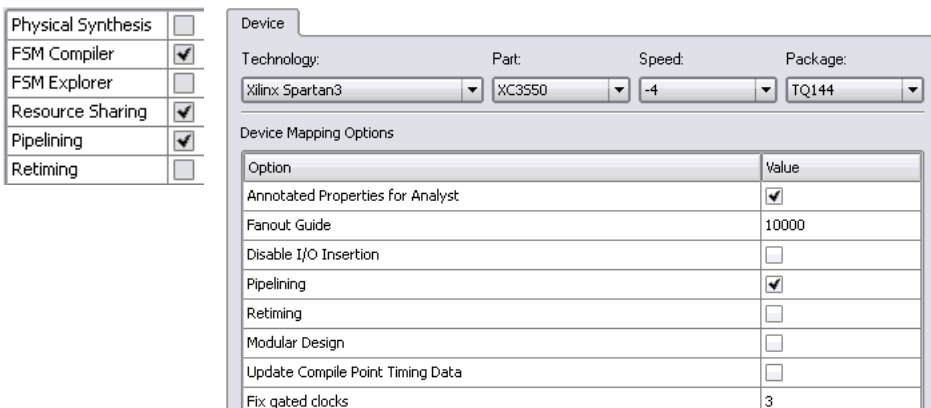 Physical Synthesis
FSM Compiler
FSM Explorer
Resource Sharing
Pipelining
Retiming
Device
Technology: Part: Speed: Package:
Xilinx Spartan3 XC3S50 -4 TQ144
Device Mapping Options
Option Value
Annotated Properties for Analyst
Fanout Guide 10000
Disable I/O Insertion
Pipelining
Retiming
Modular Design
Update Compile Point Timing Data
Fix gated clocks 3